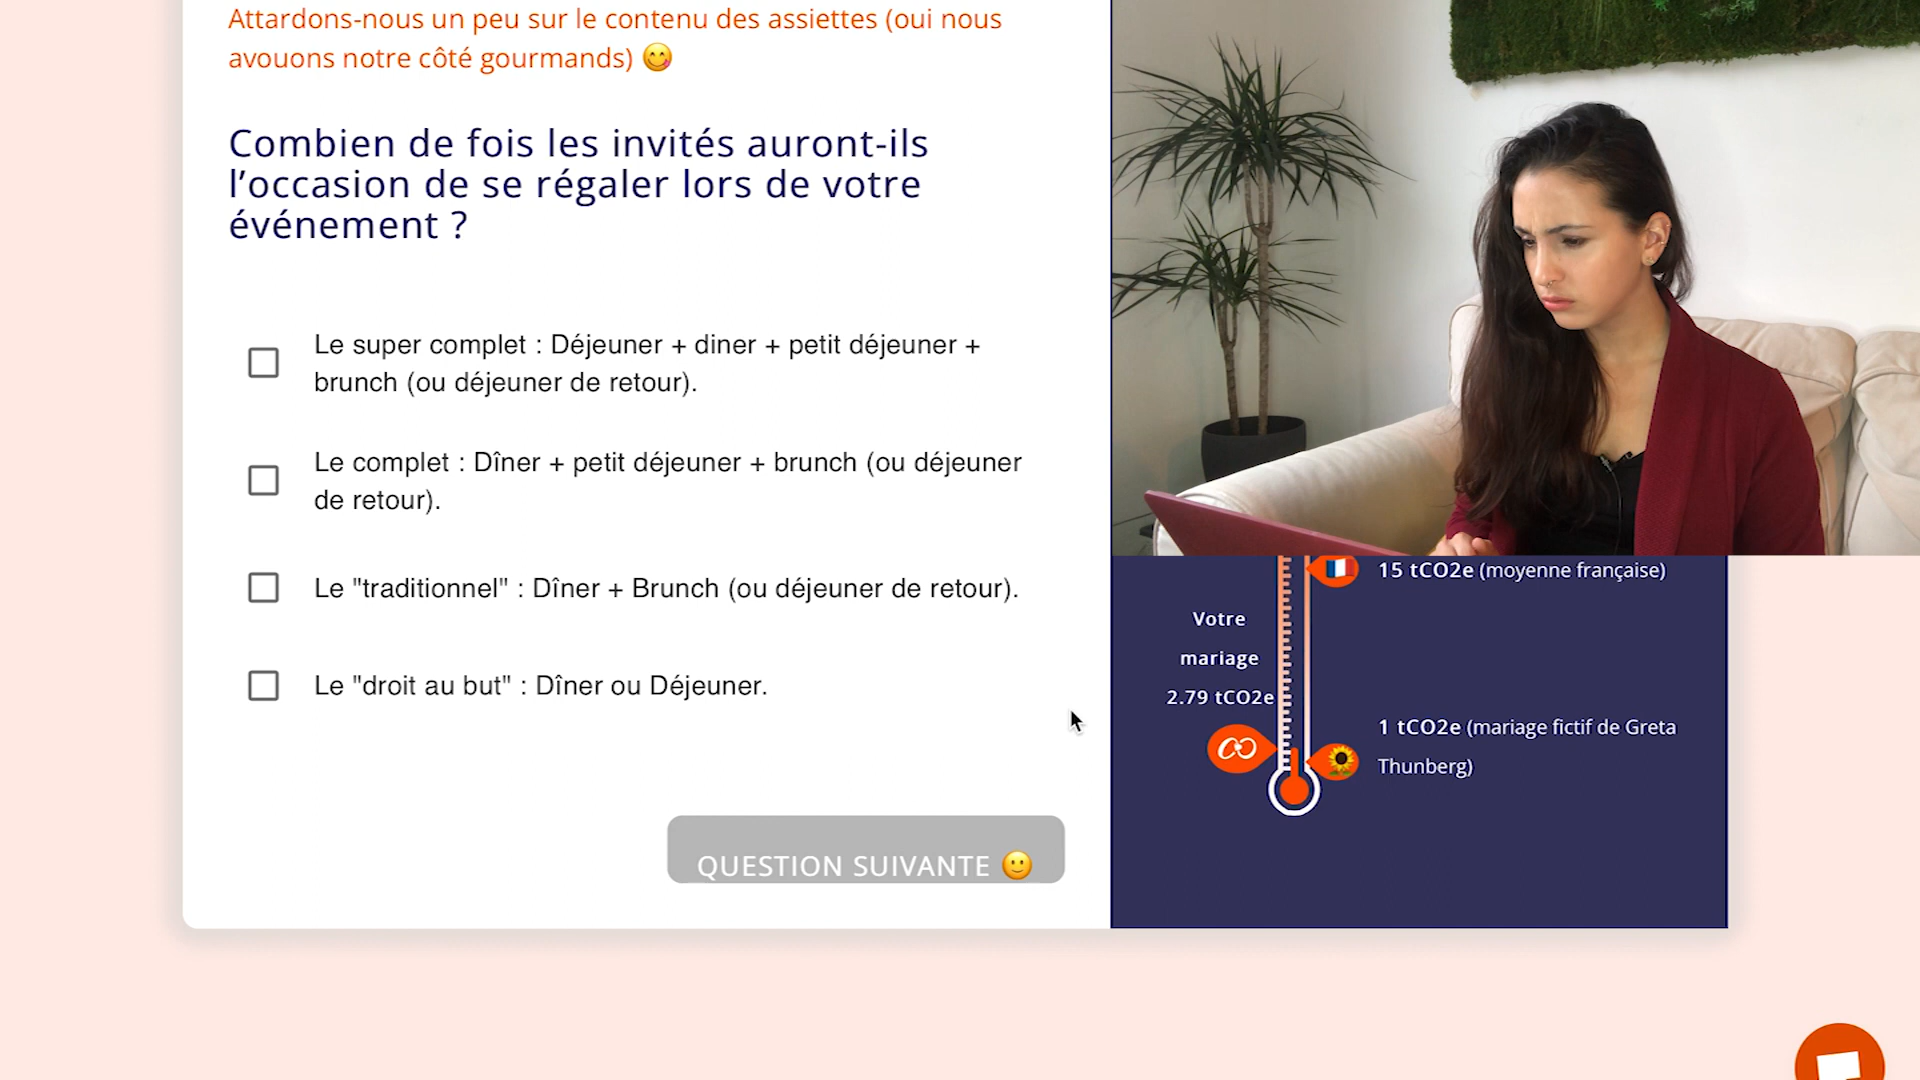 Attardons-nous un peu sur le contenu des assiettes (oui nous
avouons notre côté gourmands) 😋
Combien de fois les invités auront-ils
l’occasion de se régaler lors de votre
événement ?
Le super complet : Déjeuner + diner + petit déjeuner +
brunch (ou déjeuner de retour).
Le complet : Dîner + petit déjeuner + brunch (ou déjeuner
de retour).
Le "traditionnel" : Dîner + Brunch (ou déjeuner de retour).
Le "droit au but" : Dîner ou Déjeuner.
QUESTION SUIVANTE 🙂
15 tCO2e (moyenne française)
Votre
mariage
2.79 tCO2e
1 tCO2e (mariage fictif de Greta
Thunberg)